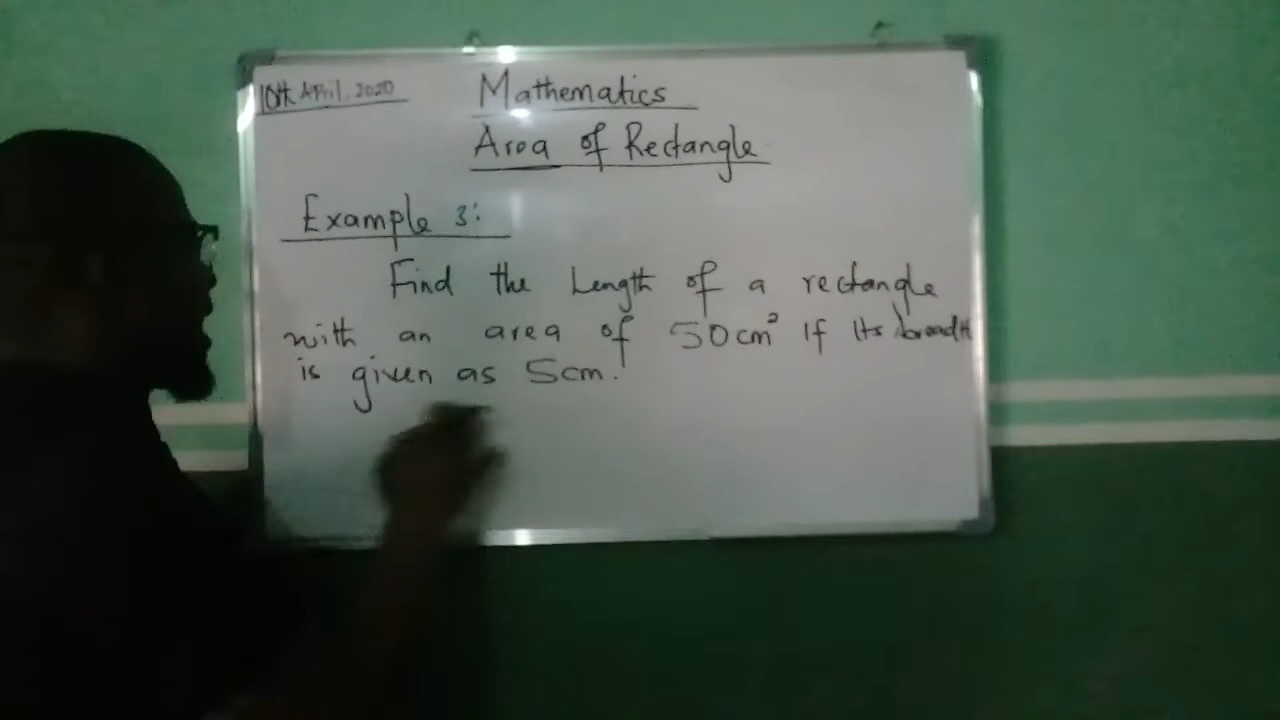 10th April, 2020
Mathematics
Area of Rectangle
Example 3:
Find the Length of a rectangle
with an area of 50cm² If Its breadth
is given as 5cm.